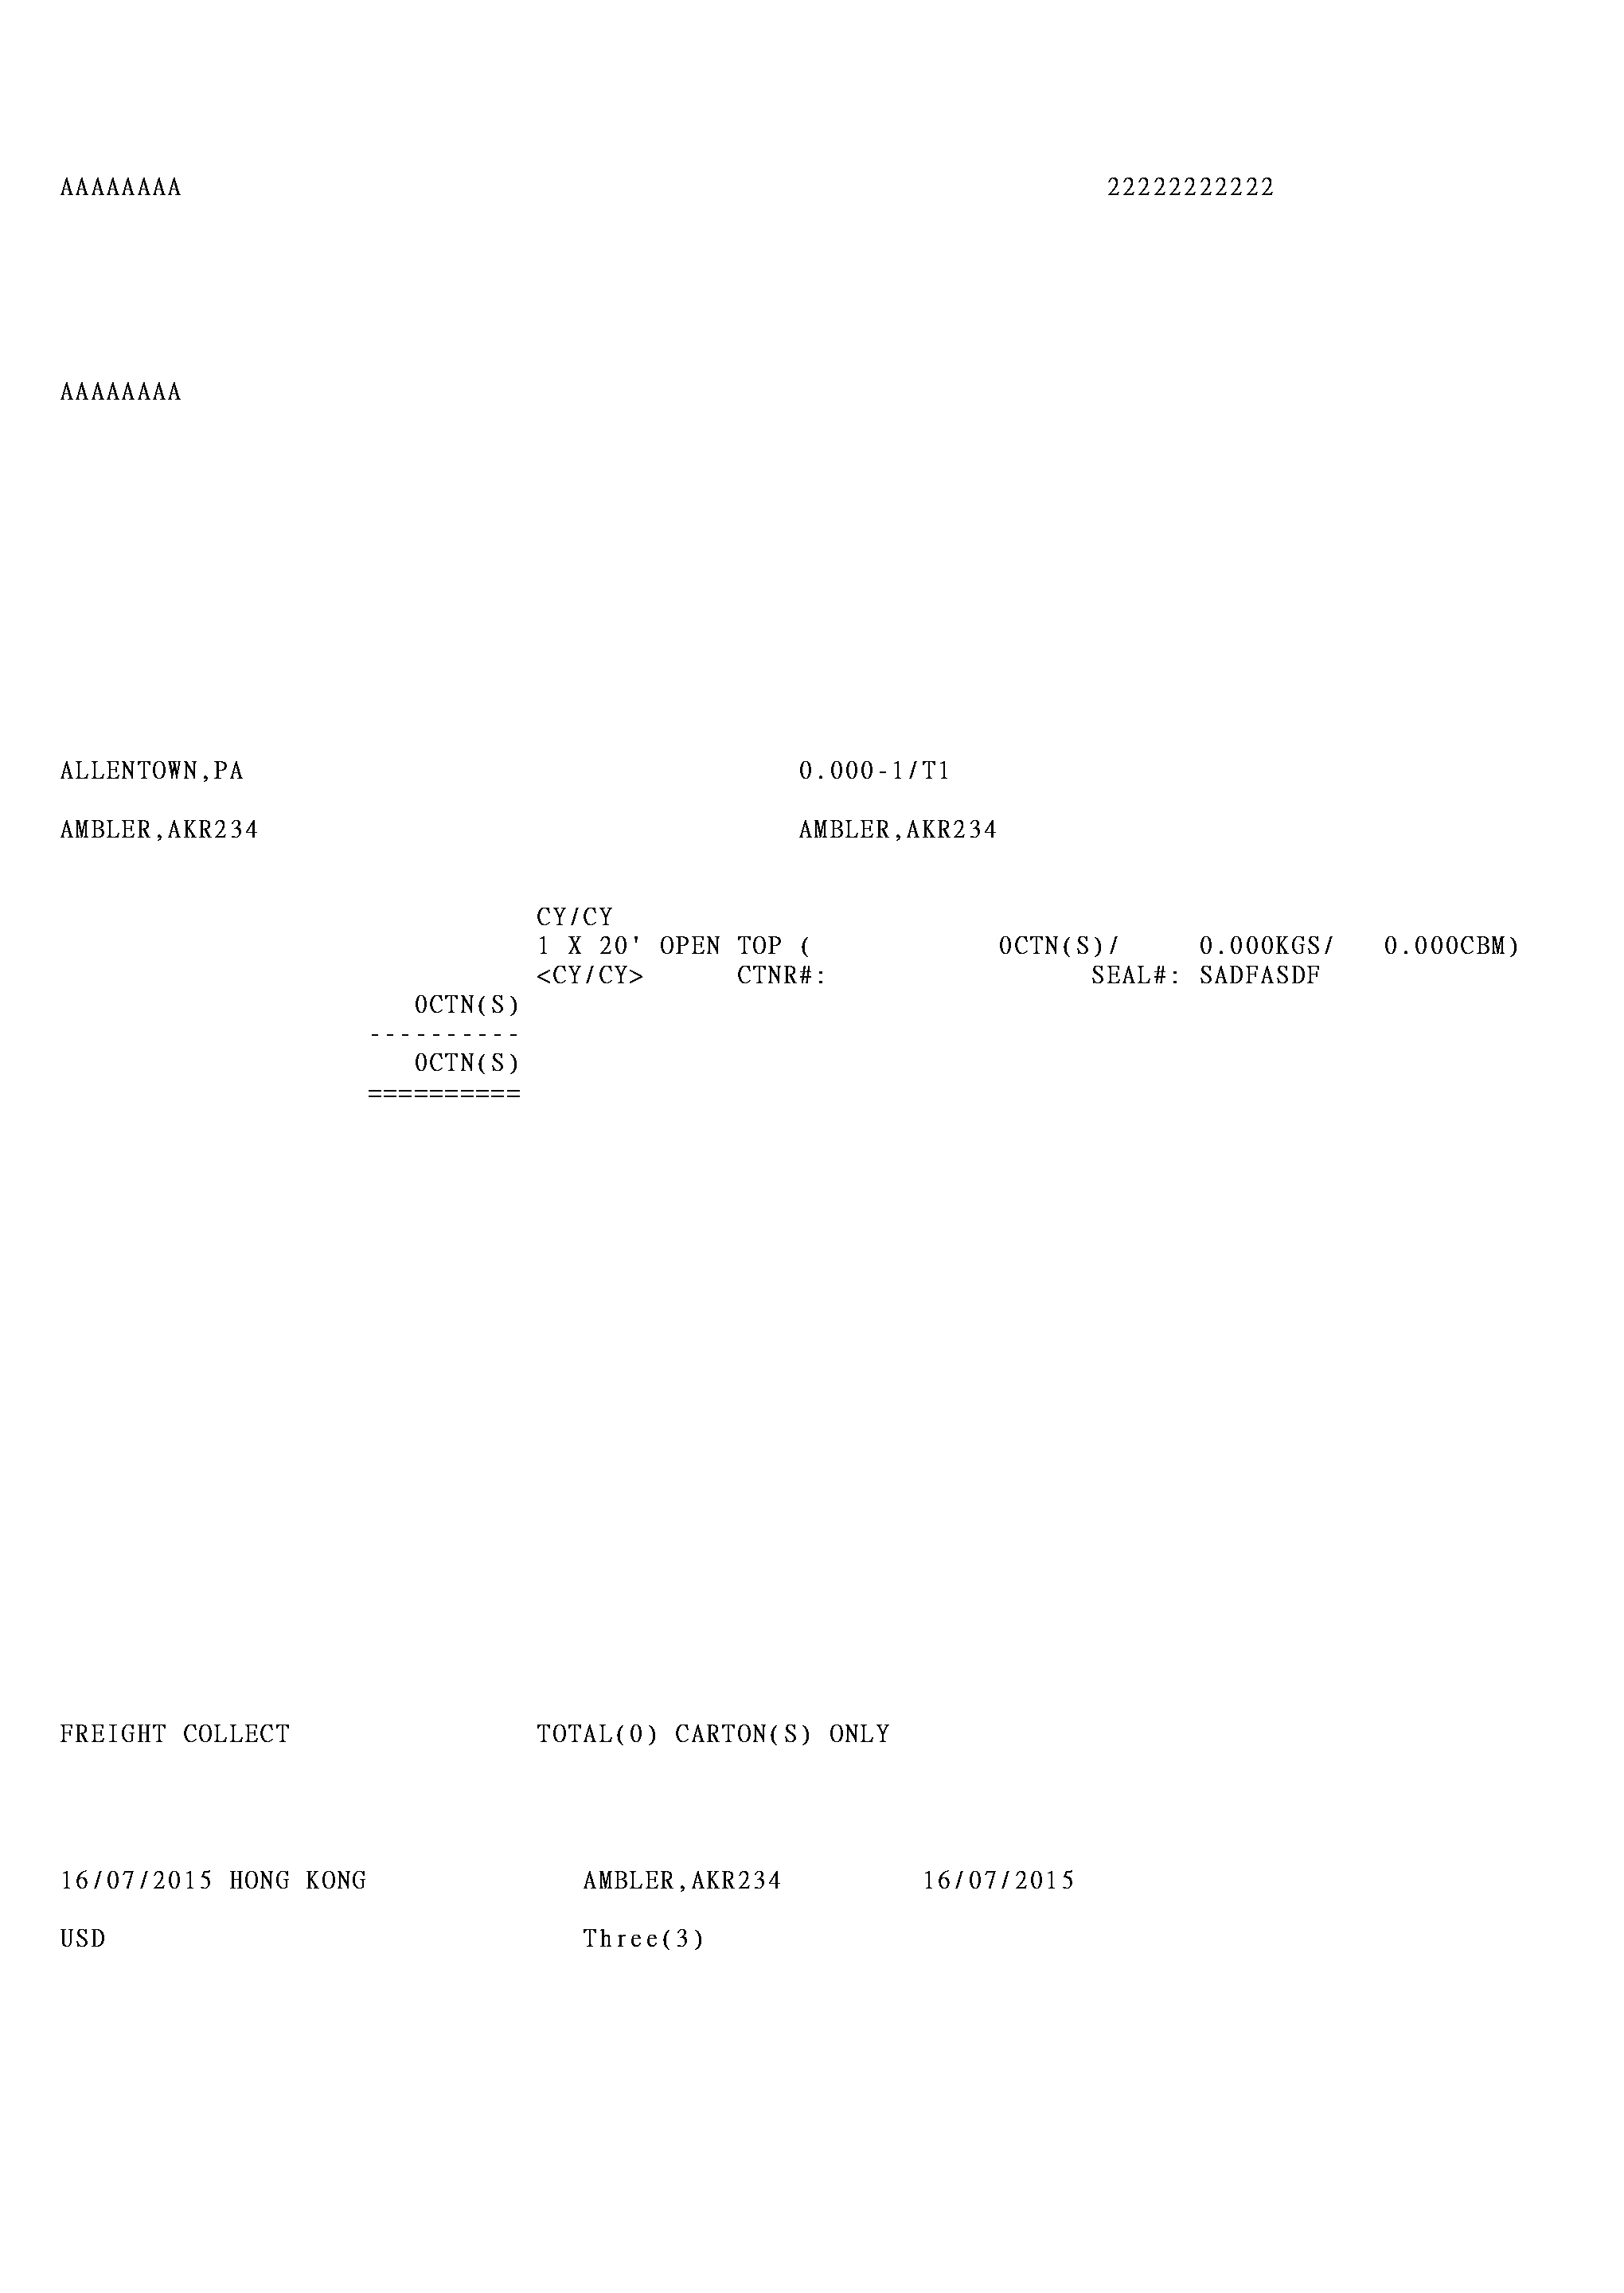 AAAAAAAA 22222222222
AAAAAAAA
ALLENTOWN,PA 0.000-1/T1
AMBLER,AKR234 AMBLER,AKR234
CY/CY
1 X 20' OPEN TOP ( 0CTN(S)/ 0.000KGS/ 0.000CBM)
<CY/CY> CTNR#: SEAL#: SADFASDF
0CTN(S)
----------
0CTN(S)
==========
FREIGHT COLLECT TOTAL(0) CARTON(S) ONLY
16/07/2015 HONG KONG AMBLER,AKR234 16/07/2015
USD Three(3)